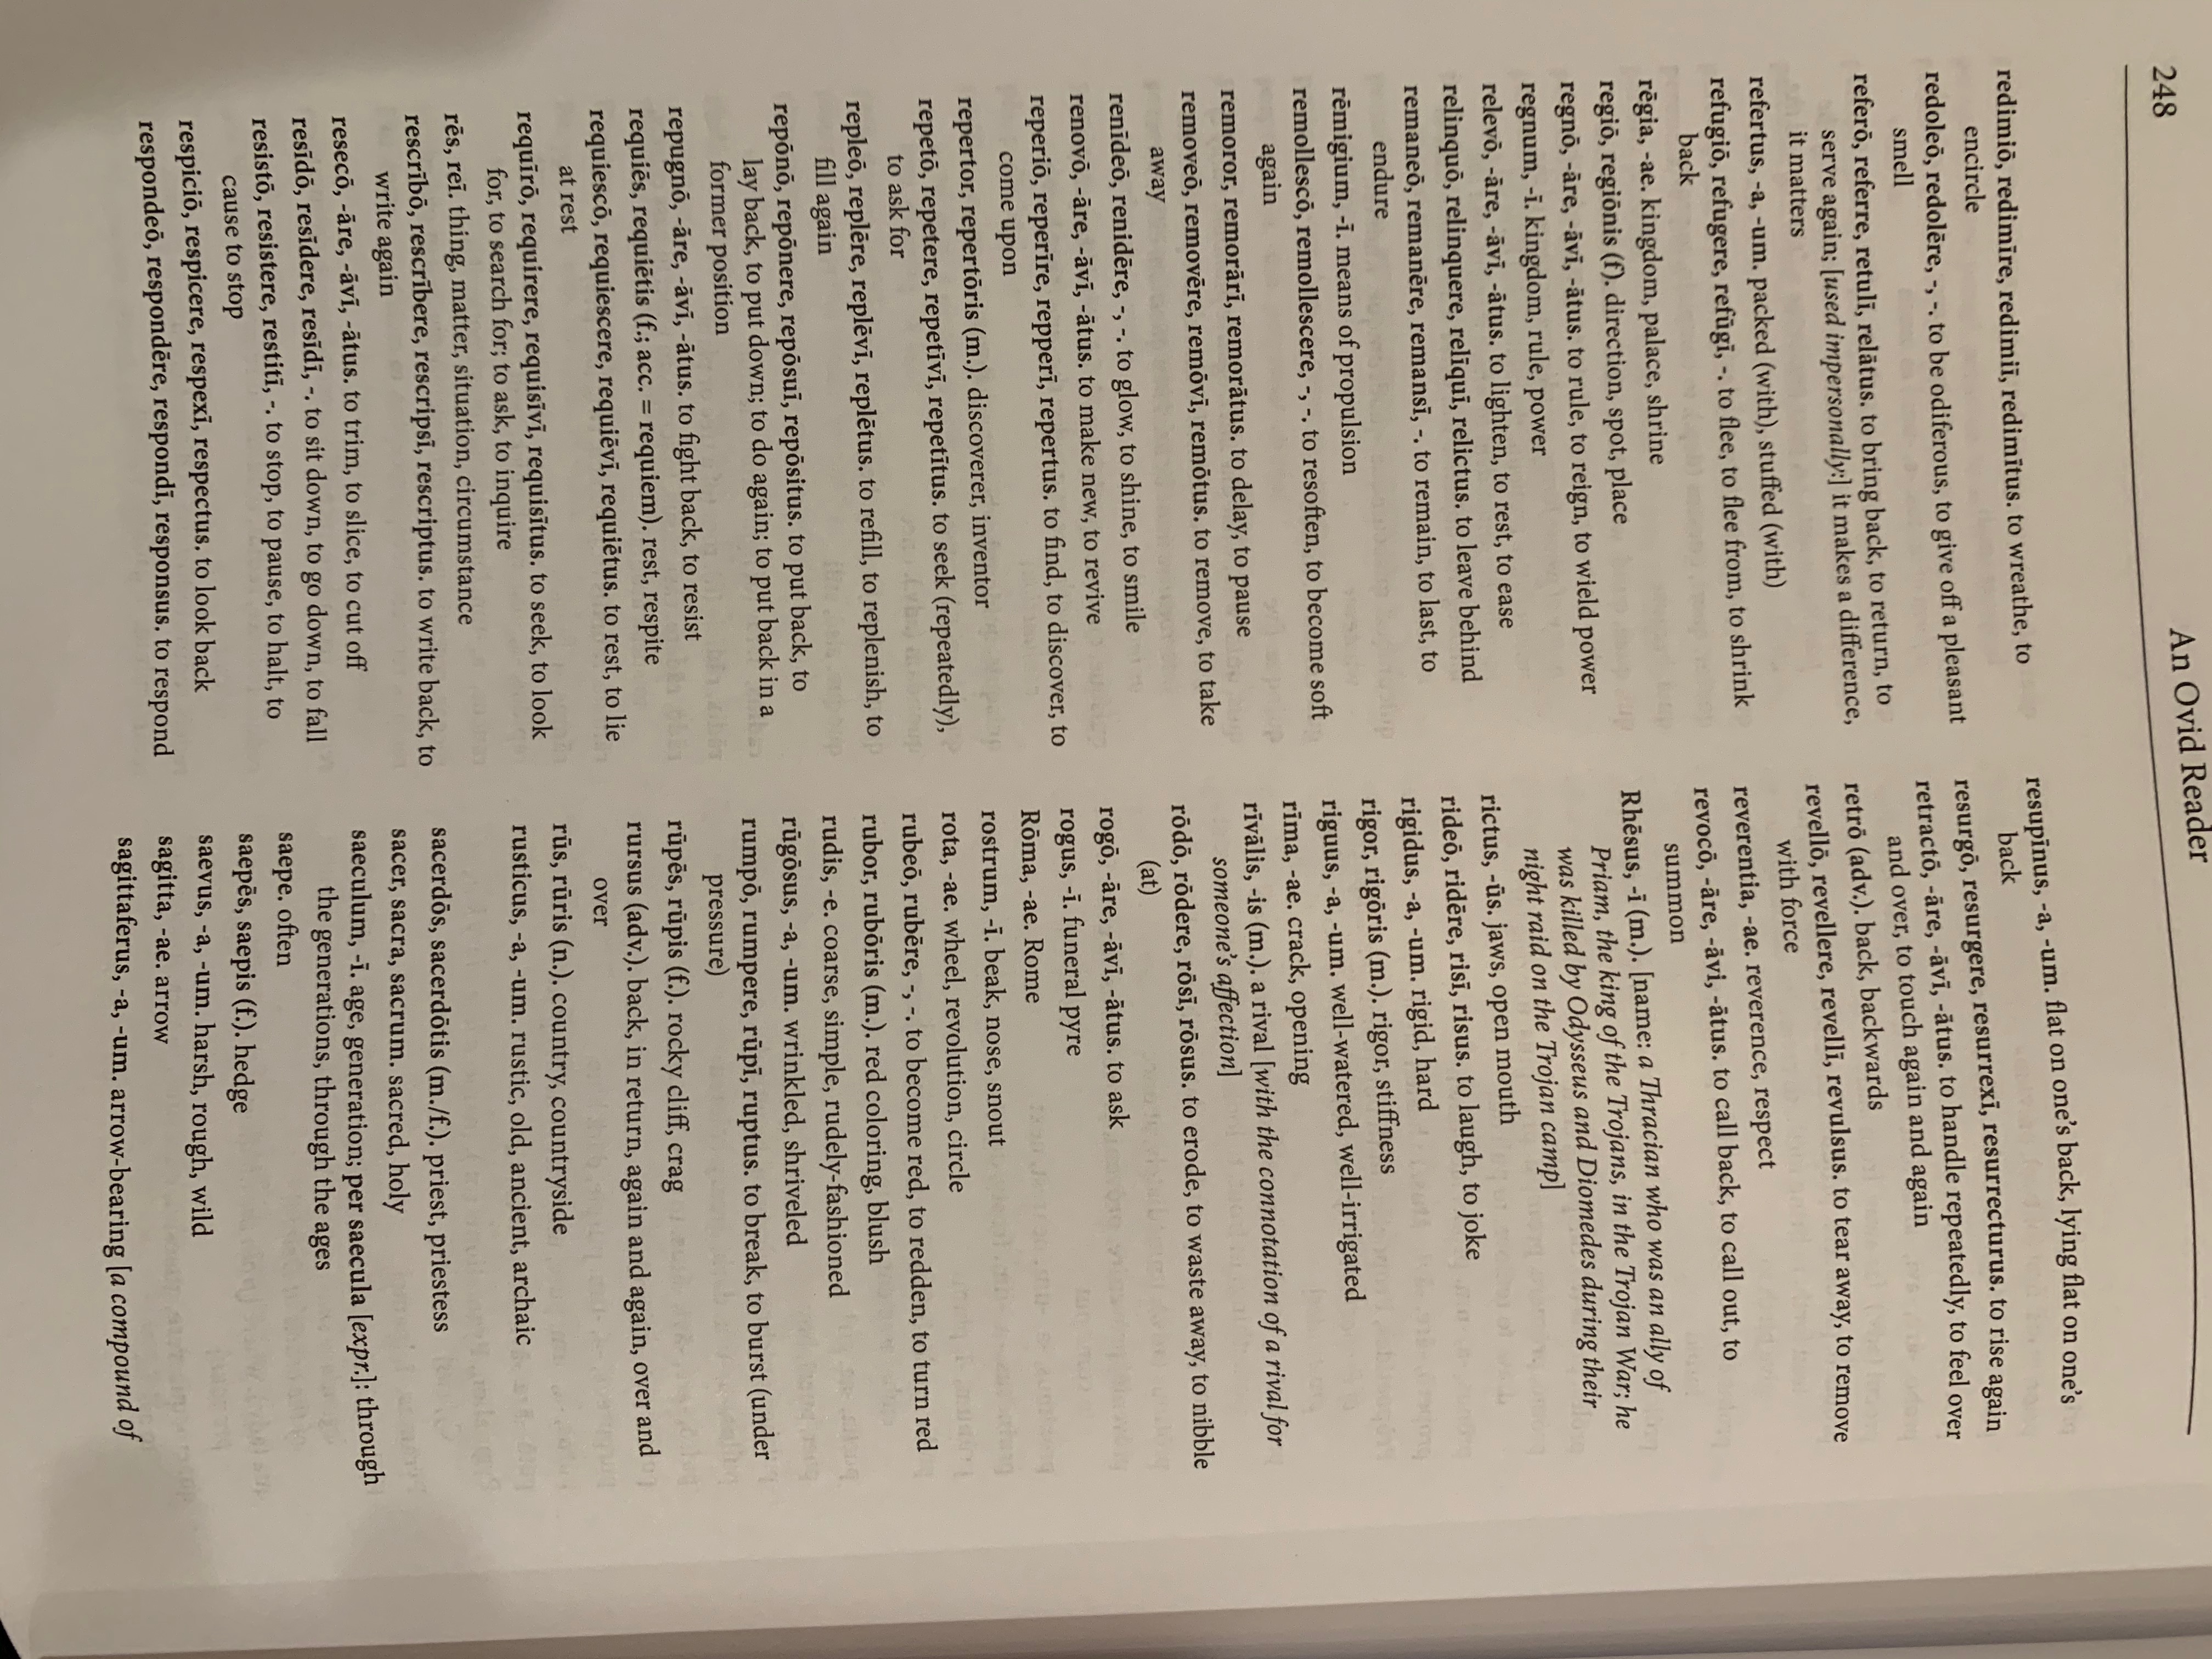 248
An Ovid Reader
redimiō, redimīre, redimiī, redimītus. to wreathe, to
encircle
redoleō, redolēre, -, -. to be odiferous, to give off a pleasant
smell
referō, referre, retulī, relātus. to bring back, to return, to
serve again; [used impersonally:] it makes a difference,
it matters
refertus, -a, -um. packed (with), stuffed (with)
refugiō, refugere, refūgī, -. to flee, to flee from, to shrink
back
rēgia, -ae. kingdom, palace, shrine
regiō, regiōnis (f). direction, spot, place
regnō, -āre, -āvī, -ātus. to rule, to reign, to wield power
regnum, -ī. kingdom, rule, power
relevō, -āre, -āvī, -ātus. to lighten, to rest, to ease
relinquō, relinquere, relīquī, relictus. to leave behind
remaneō, remanēre, remansī, -. to remain, to last, to
endure
rēmigium, -ī. means of propulsion
remollescō, remollescere, -, -. to resoften, to become soft
again
remoror, remorārī, remorātus. to delay, to pause
removeō, removēre, remōvī, remōtus. to remove, to take
away
renīdeō, renidēre, -, -. to glow, to shine, to smile
renovō, -āre, -āvī, -ātus. to make new, to revive
reperiō, reperīre, repperī, repertus. to find, to discover, to
come upon
repertor, repertōris (m.). discoverer, inventor
repetō, repetere, repetīvī, repetītus. to seek (repeatedly),
to ask for
repleō, replēre, replēvī, replētus. to refill, to replenish, to
fill again
repōnō, repōnere, repōsuī, repōsitus. to put back, to
lay back, to put down; to do again; to put back in a
former position
repugnō, -āre, -āvī, -ātus. to fight back, to resist
requiēs, requiētis (f.; acc. = requiem). rest, respite
requiescō, requiescere, requiēvī, requiētus. to rest, to lie
at rest
requīrō, requirere, requisīvī, requisītus. to seek, to look
for, to search for; to ask, to inquire
rēs, reī. thing, matter, situation, circumstance
rescrībō, rescrībere, rescripsī, rescriptus. to write back, to
write again
resecō, -āre, -āvī, -ātus. to trim, to slice, to cut off
resīdō, resīdere, resīdī, -. to sit down, to go down, to fall
resistō, resistere, restitī, -. to stop, to pause, to halt, to
cause to stop
respiciō, respicere, respexī, respectus. to look back
respondeō, respondēre, respondī, responsus. to respond
resupīnus, -a, -um. flat on one's back, lying flat on one's
back
resurgō, resurgere, resurrexī, resurrecturus. to rise again
retractō, -āre, -āvī, -ātus. to handle repeatedly, to feel over
and over, to touch again and again
retrō (adv.). back, backwards
revellō, revellere, revellī, revulsus. to tear away, to remove
with force
reverentia, -ae. reverence, respect
revocō, -āre, -āvi, -ātus. to call back, to call out, to
summon
Rhēsus, -ī (m.). [name: a Thracian who was an ally of
Priam, the king of the Trojans, in the Trojan War; he
was killed by Odysseus and Diomedes during their
night raid on the Trojan camp]
rictus, -ūs. jaws, open mouth
rideō, ridēre, risī, risus. to laugh, to joke
rigidus, -a, -um. rigid, hard
rigor, rigōris (m.). rigor, stiffness
riguus, -a, -um. well-watered, well-irrigated
rīma, -ae. crack, opening
rīvālis, -is (m.). a rival [with the connotation of a rival for
someone's affection]
rōdō, rōdere, rōsī, rōsus. to erode, to waste away, to nibble
(at)
rogō, -āre, -āvī, -ātus. to ask
rogus, -ī. funeral pyre
Rōma, -ae. Rome
rostrum, -ī. beak, nose, snout
rota, -ae. wheel, revolution, circle
rubeō, rubēre, -, -. to become red, to redden, to turn red
rubor, rubōris (m.). red coloring, blush
rudis, -e. coarse, simple, rudely-fashioned
rūgōsus, -a, -um. wrinkled, shriveled
rumpō, rumpere, rūpī, ruptus. to break, to burst (under
pressure)
rūpēs, rūpis (f.). rocky cliff, crag
rursus (adv.). back, in return, again and again, over and
over
rūs, rūris (n.). country, countryside
rusticus, -a, -um. rustic, old, ancient, archaic
sacerdōs, sacerdōtis (m./f.). priest, priestess
sacer, sacra, sacrum. sacred, holy
saeculum, -ī. age, generation; per saecula [expr.]: through
the generations, through the ages
saepe. often
saepēs, saepis (f.). hedge
saevus, -a, -um. harsh, rough, wild
sagitta, -ae. arrow
sagittaferus, -a, -um. arrow-bearing [a compound of